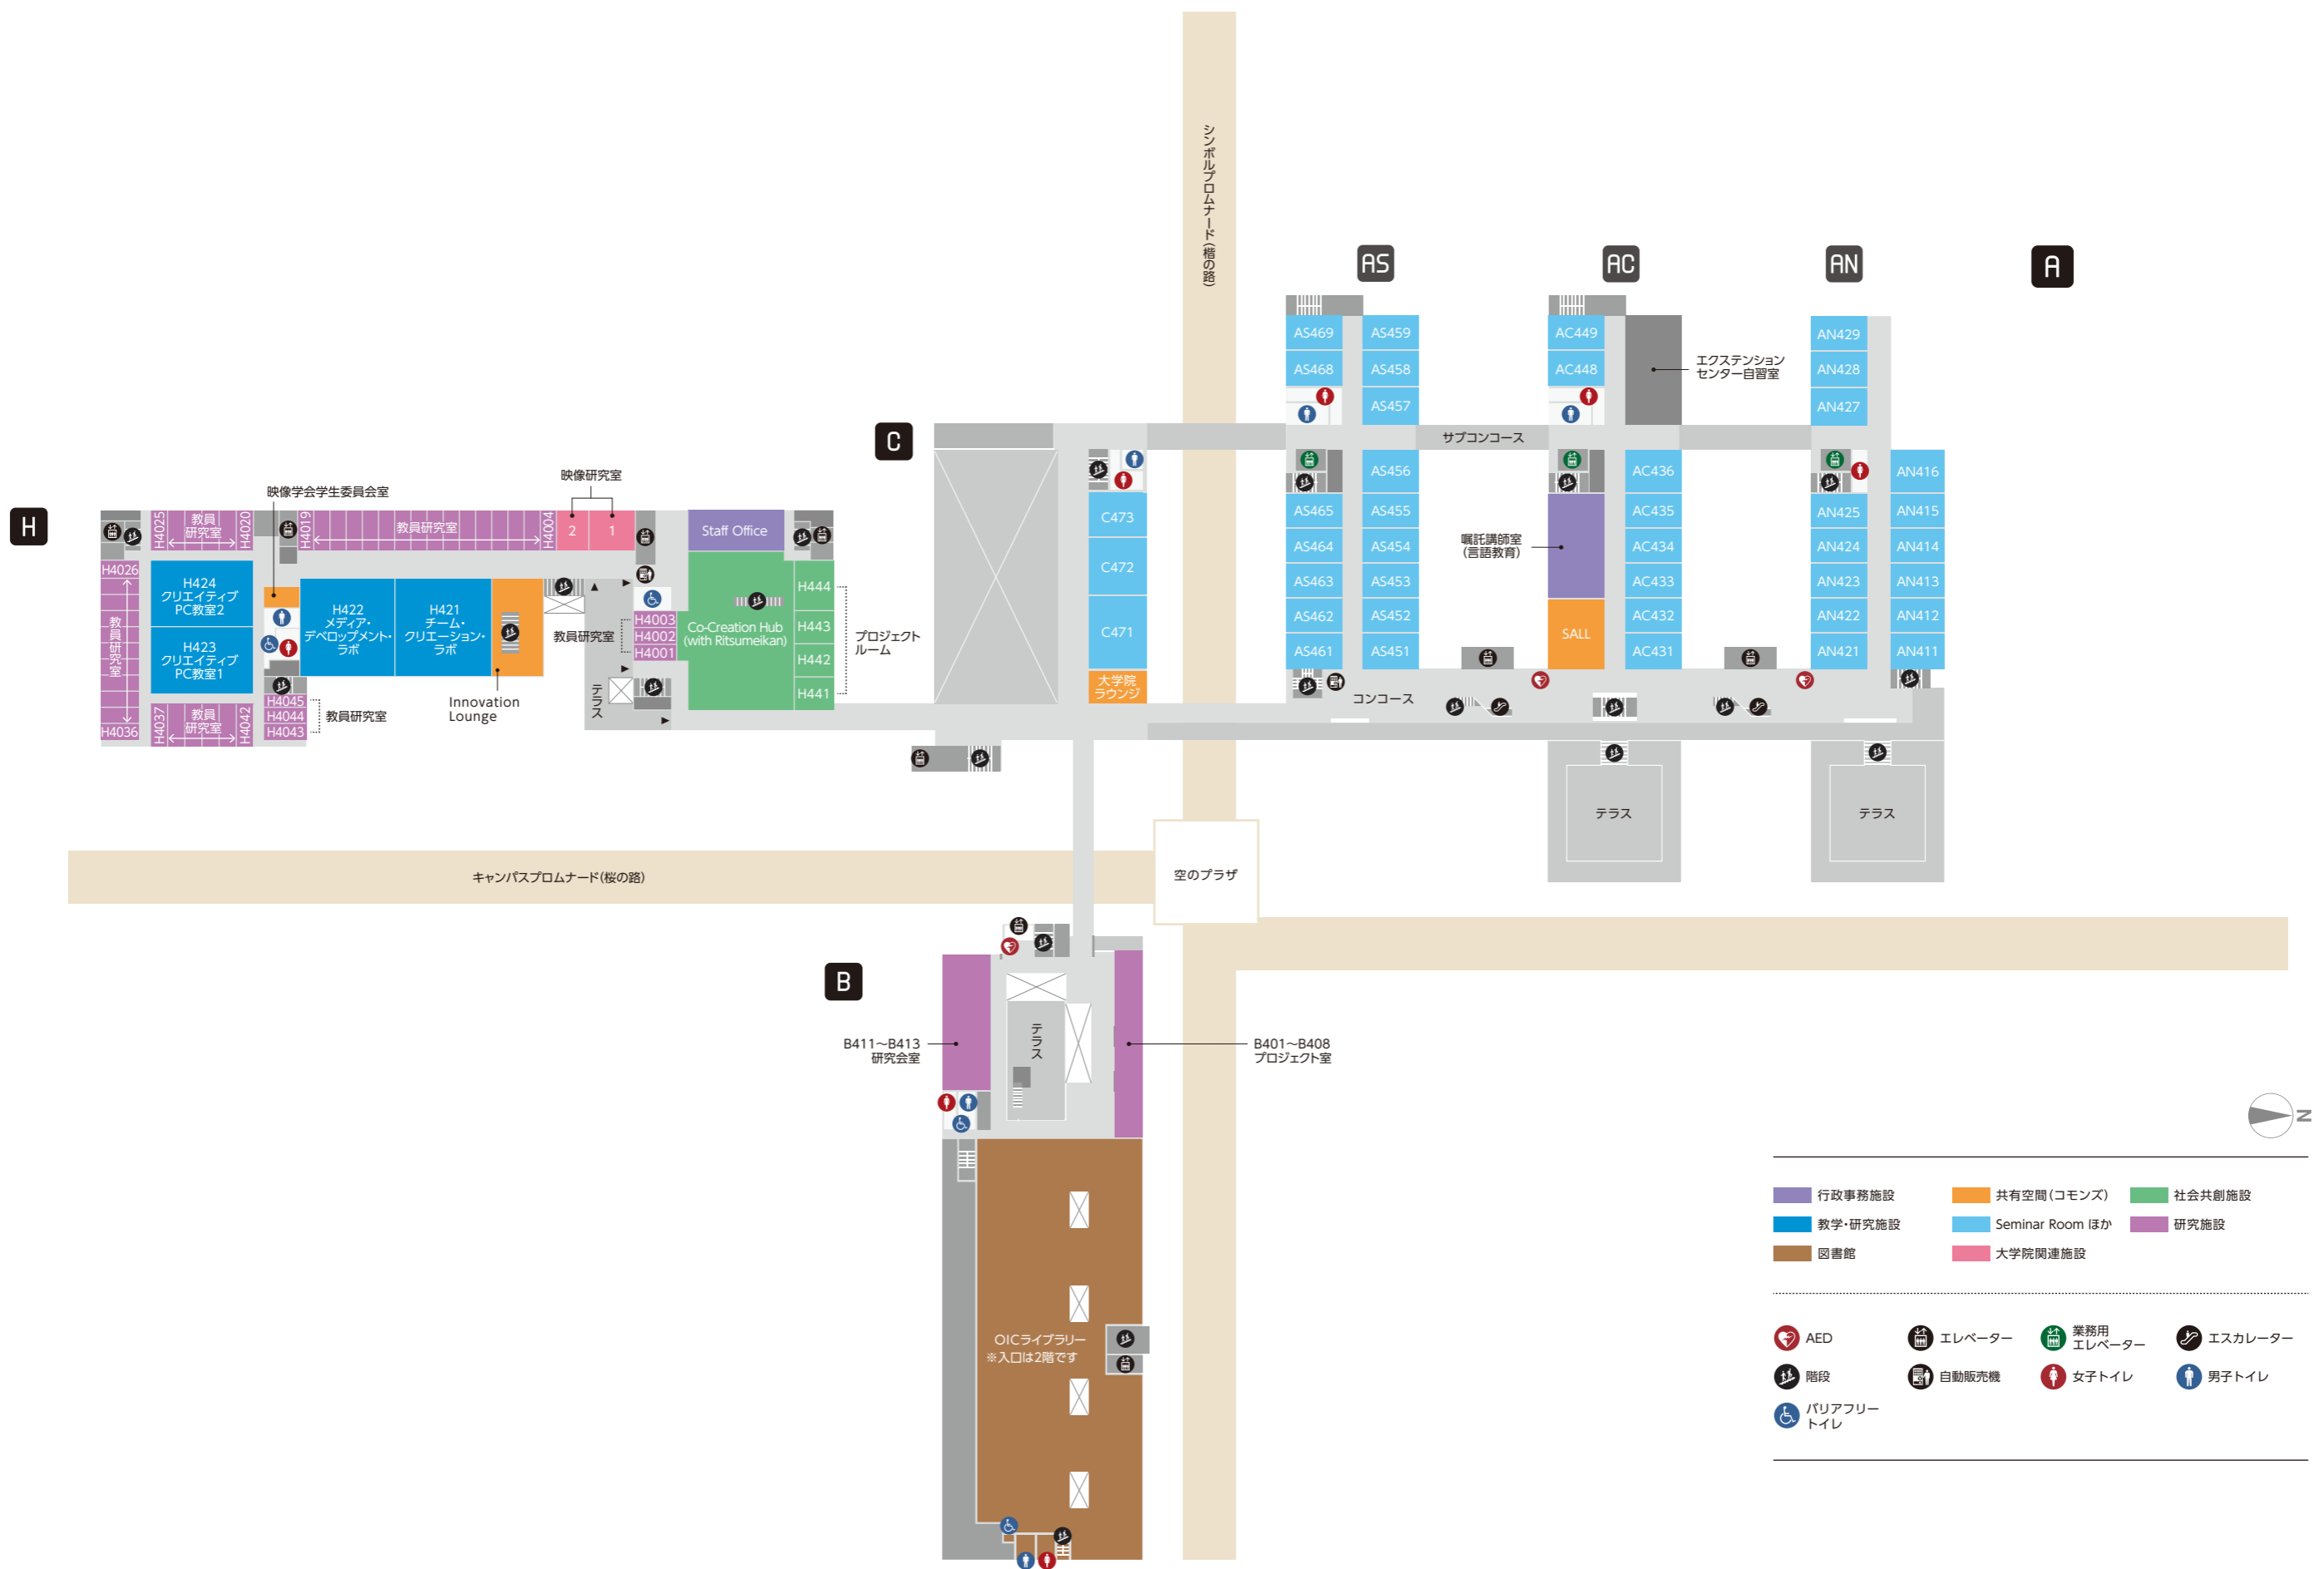 シンボルプロムナード(楷の路)
AS
AC
AN
A
AS469
AS459
AC449
AN429
AS468
AS458
AC448
エクステンション
センター自習室
AN428
AS457
AN427
C
サブコンコース
AS456
AC436
AN416
AS465
AS455
AC435
AN425
AN415
嘱託講師室
(言語教育)
AS464
AS454
AC434
AN424
AN414
AS463
AS453
AC433
AN423
AN413
AS462
AS452
AC432
AN422
AN412
SALL
AS461
AS451
AC431
AN421
AN411
コンコース
C473
C472
C471
大学院
ラウンジ
テラス
テラス
H
映像研究室
映像学会学生委員会室
H4025
教員
研究室
H4020
H4019
教員研究室
H4004
2
1
Staff Office
H4026
教員研究室
H4036
H424
クリエイティブ
PC教室2
H423
クリエイティブ
PC教室1
H422
メディア・
デベロップメント・
ラボ
H421
チーム・
クリエーション・
ラボ
Innovation
Lounge
H4037
教員
研究室
H4042
H4045
H4044
H4043
教員研究室
テラス
教員研究室
H4003
H4002
H4001
Co-Creation Hub
(with Ritsumeikan)
H444
H443
H442
H441
プロジェクト
ルーム
キャンパスプロムナード(桜の路)
空のプラザ
B
テラス
B411〜B413
研究会室
B401〜B408
プロジェクト室
OICライブラリー
※入口は2階です
N
行政事務施設
共有空間(コモンズ)
社会共創施設
教学・研究施設
Seminar Room ほか
研究施設
図書館
大学院関連施設
AED
エレベーター
業務用
エレベーター
エスカレーター
階段
自動販売機
女子トイレ
男子トイレ
バリアフリー
トイレ